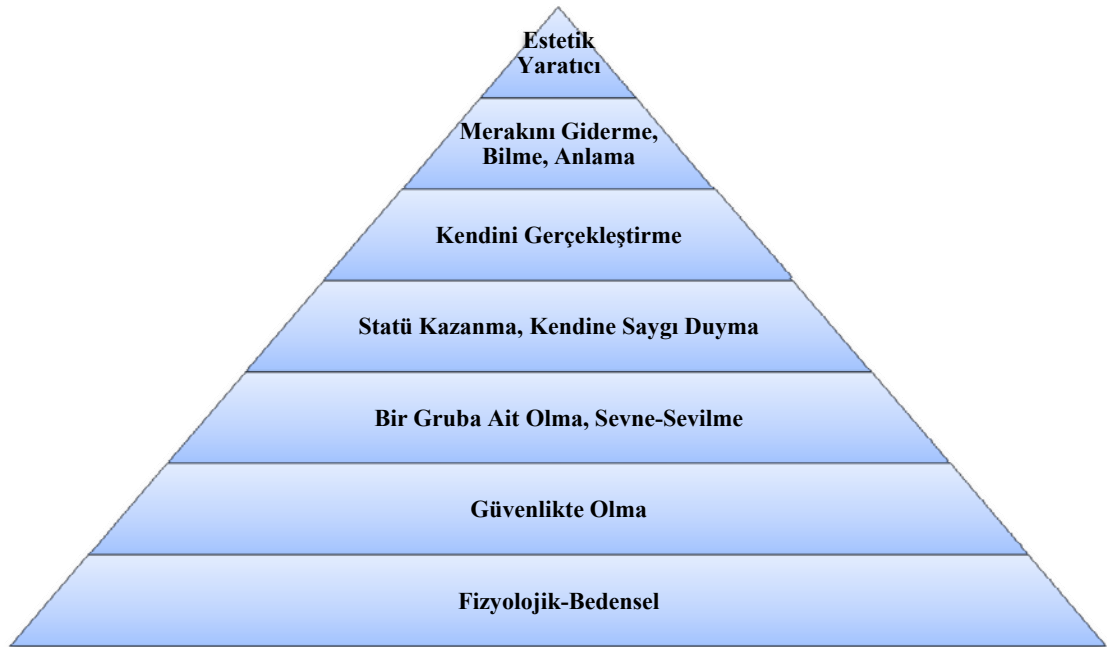 Estetik
Yaratıcı
Merakını Giderme,
Bilme, Anlama
Kendini Gerçekleştirme
Statü Kazanma, Kendine Saygı Duyma
Bir Gruba Ait Olma, Sevne-Sevilme
Güvenlikte Olma
Fizyolojik-Bedensel